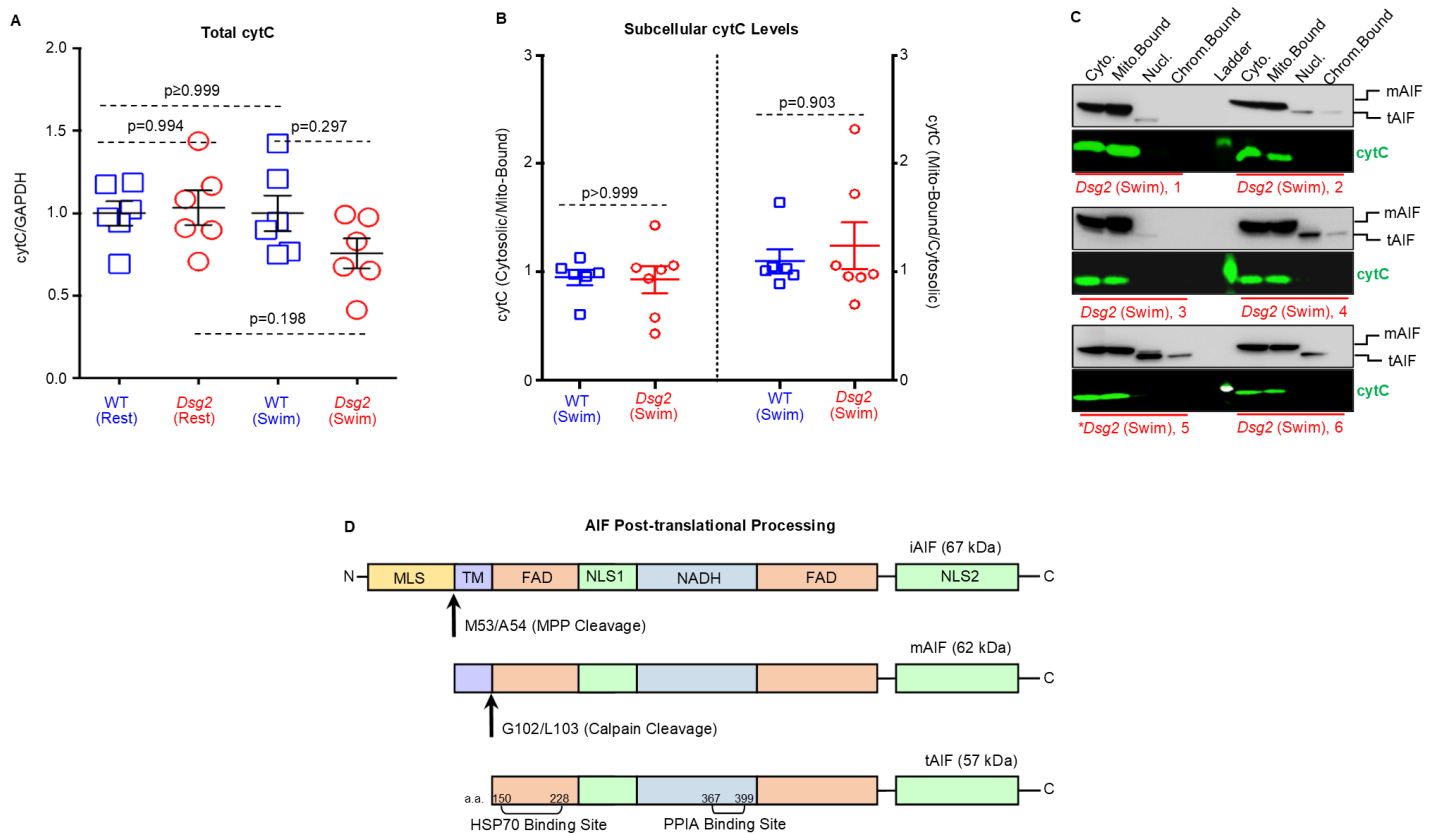 A
Total cytC
cytC/GAPDH
2.0
1.5
1.0
0.5
0.0
p≥0.999
p=0.994
p=0.297
p=0.198
WT
(Rest)
Dsg2
(Rest)
WT
(Swim)
Dsg2
(Swim)
B
Subcellular cytC Levels
cytC (Cytosolic/Mito-Bound)
3
2
1
0
p>0.999
p=0.903
3
2
1
0
cytC (Mito-Bound/Cytosolic)
WT
(Swim)
Dsg2
(Swim)
WT
(Swim)
Dsg2
(Swim)
C
Cyto.
Mito.Bound
Nucl.
Chrom.Bound
Ladder
Cyto.
Mito.Bound
Nucl.
Chrom.Bound
mAIF
tAIF
cytC
Dsg2 (Swim), 1
Dsg2 (Swim), 2
mAIF
tAIF
cytC
Dsg2 (Swim), 3
Dsg2 (Swim), 4
mAIF
tAIF
cytC
*Dsg2 (Swim), 5
Dsg2 (Swim), 6
D
AIF Post-translational Processing
iAIF (67 kDa)
N
MLS
TM
FAD
NLS1
NADH
FAD
NLS2
C
M53/A54 (MPP Cleavage)
mAIF (62 kDa)
C
G102/L103 (Calpain Cleavage)
tAIF (57 kDa)
C
a.a.
150
228
367
399
HSP70 Binding Site
PPIA Binding Site